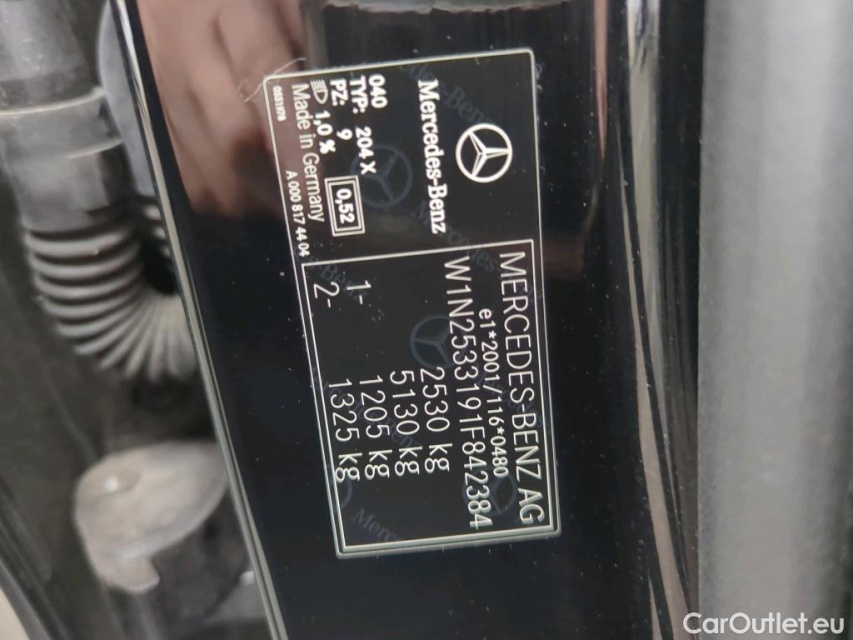 Mercedes-Benz
040
TYP: 204 X
PZ: 9
0,52
1,0 %
Made in Germany
A 000 817 44 04
MERCEDES-BENZ AG
e1*2001/116*0480
W1N2533191F842384
2530 kg
5130 kg
1- 1205 kg
2- 1325 kg
CarOutlet.eu